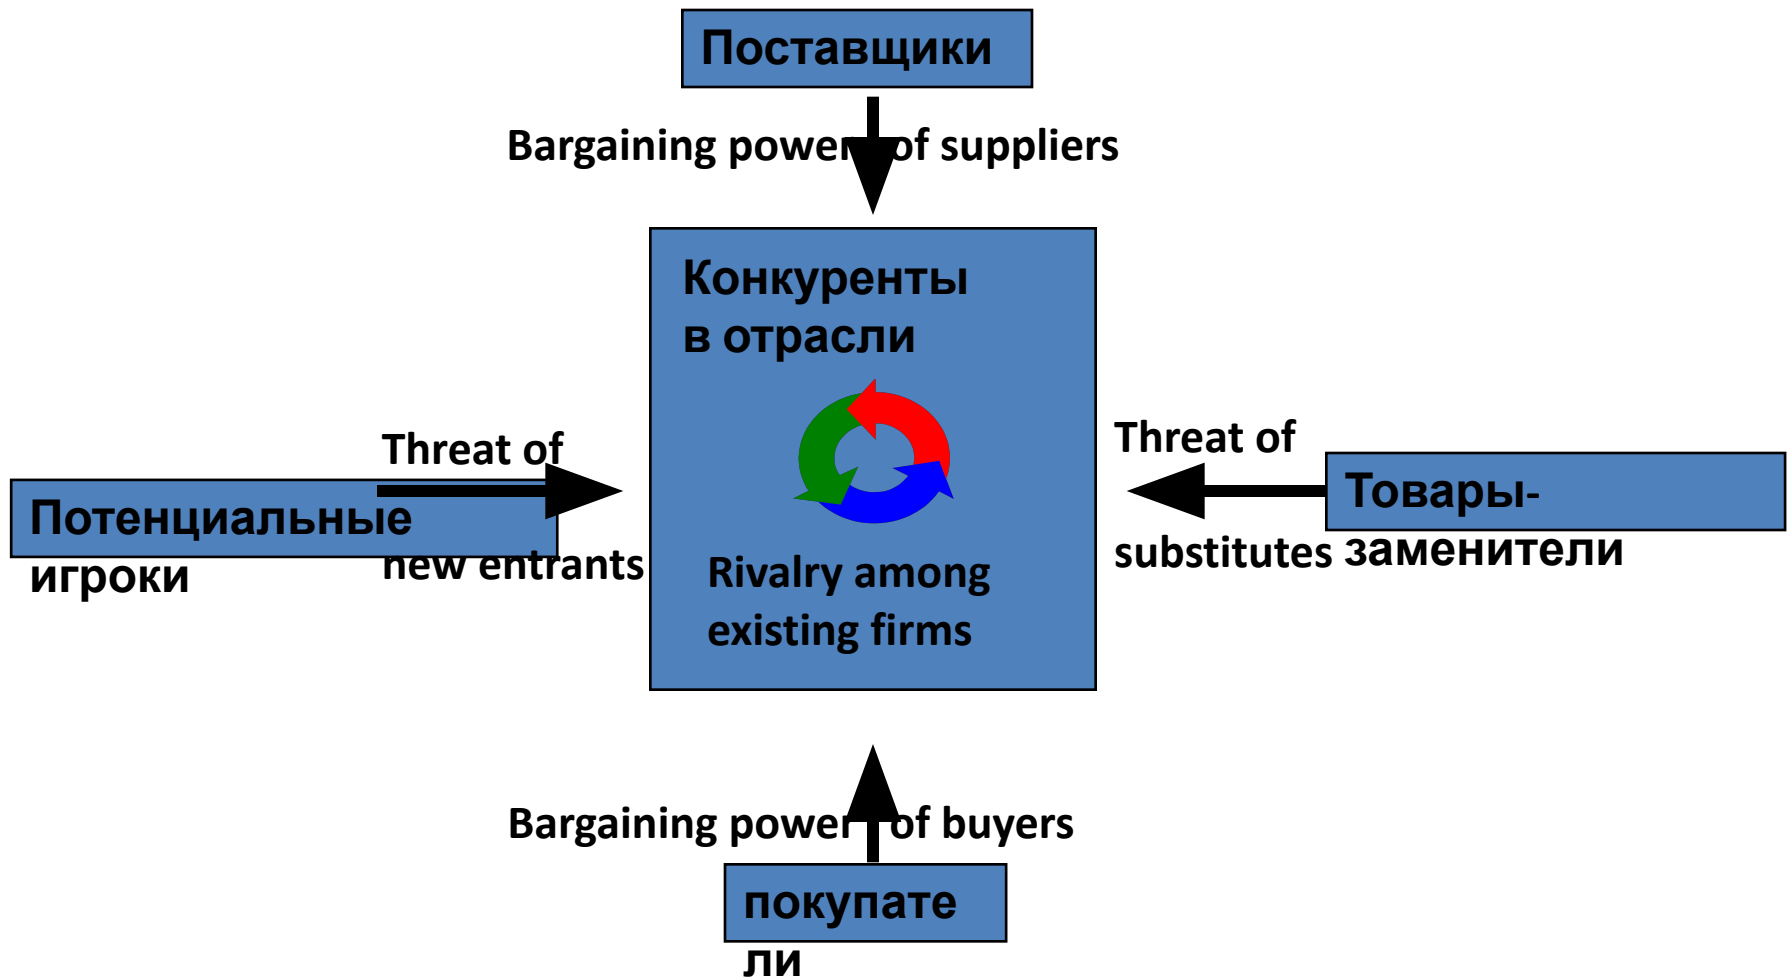 Поставщики
Bargaining power of suppliers
Конкуренты
в отрасли
Threat of
new entrants
Потенциальные
игроки
Threat of
substitutes
Товары-
заменители
Rivalry among
existing firms
Bargaining power of buyers
покупате
ли